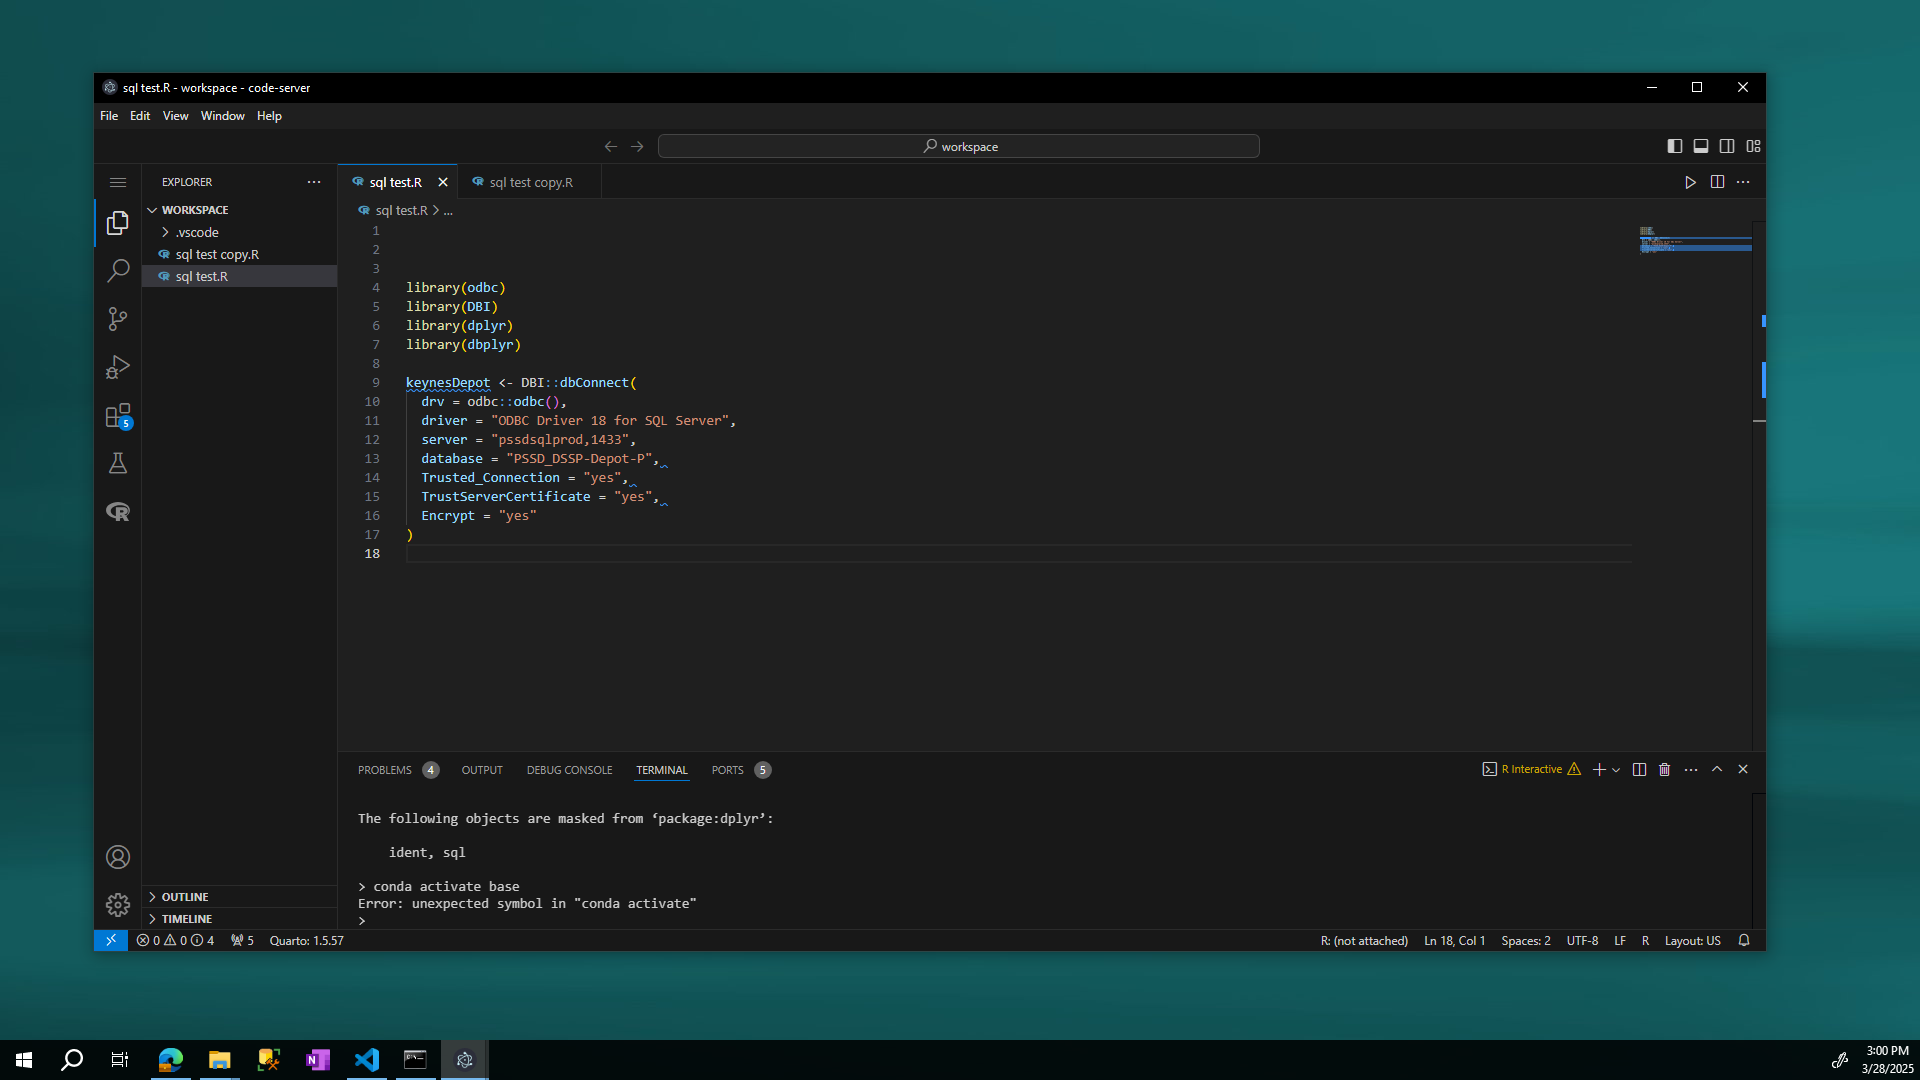 sql test.R - workspace - code-server
File Edit View Window Help
workspace
EXPLORER
WORKSPACE
.vscode
sql test copy.R
sql test.R
5
OUTLINE
TIMELINE
sql test.R
sql test copy.R
sql test.R > ...
1
2
3
4 library(odbc)
5 library(DBI)
6 library(dplyr)
7 library(dbplyr)
8
9 keynesDepot <- DBI::dbConnect(
10 drv = odbc::odbc(),
11 driver = "ODBC Driver 18 for SQL Server",
12 server = "pssdsqlprod,1433",
13 database = "PSSD_DSSP-Depot-P",
14 Trusted_Connection = "yes",
15 TrustServerCertificate = "yes",
16 Encrypt = "yes"
17 )
18
PROBLEMS 4 OUTPUT DEBUG CONSOLE TERMINAL PORTS 5
R Interactive
The following objects are masked from ‘package:dplyr’:
ident, sql
> conda activate base
Error: unexpected symbol in "conda activate"
>
0 0 4 5 Quarto: 1.5.57
R: (not attached) Ln 18, Col 1 Spaces: 2 UTF-8 LF R Layout: US
3:00 PM
3/28/2025